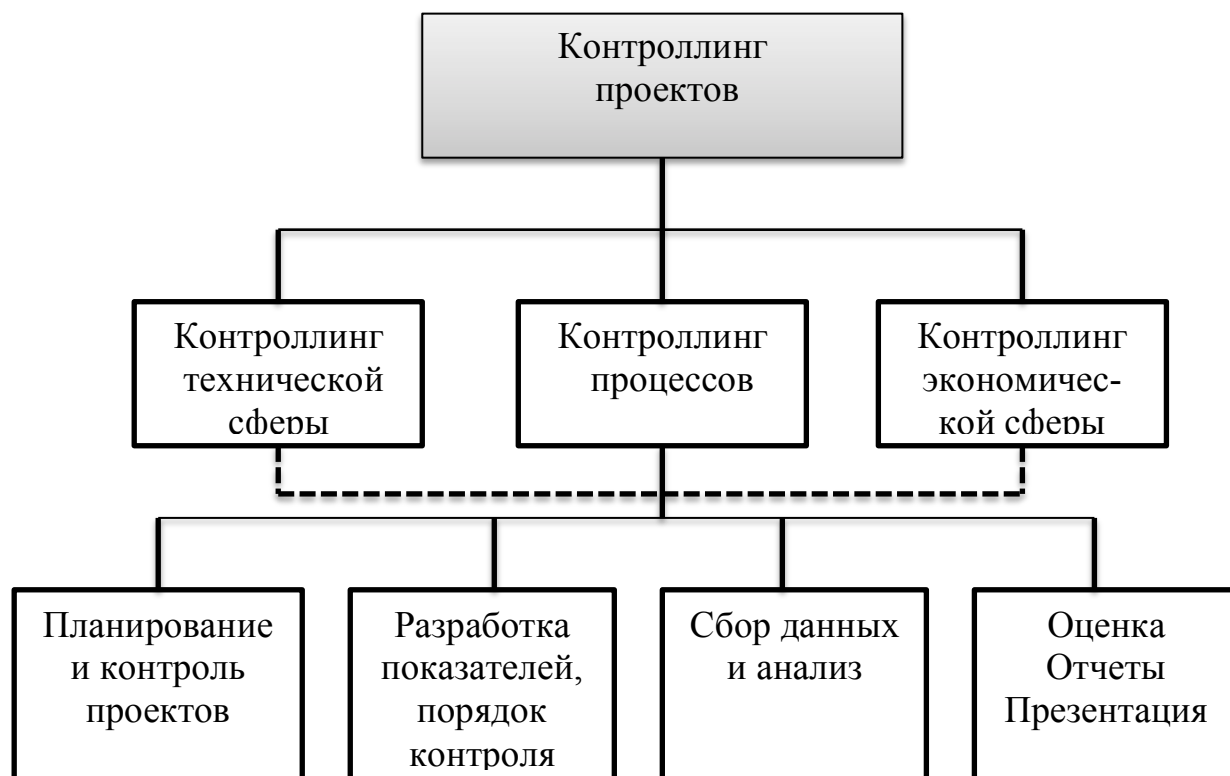 Контроллинг
проектов
Контроллинг
технической
сферы
Контроллинг
процессов
Контроллинг
экономичес-
кой сферы
Планирование
и контроль
проектов
Разработка
показателей,
порядок
контроля
Сбор данных
и анализ
Оценка
Отчеты
Презентация